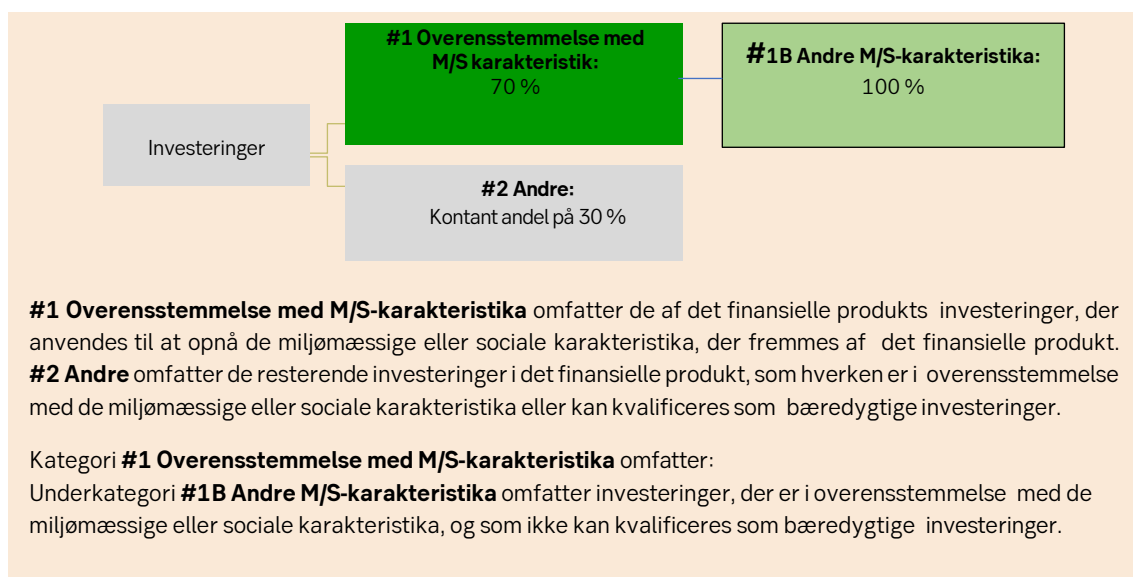 #1 Overensstemmelse med
M/S karakteristik:
70 %
#1B Andre M/S-karakteristika:
100 %
Investeringer
#2 Andre:
Kontant andel på 30 %
#1 Overensstemmelse med M/S-karakteristika omfatter de af det finansielle produkts investeringer, der
anvendes til at opnå de miljømæssige eller sociale karakteristika, der fremmes af det finansielle produkt.
#2 Andre omfatter de resterende investeringer i det finansielle produkt, som hverken er i overensstemmelse
med de miljømæssige eller sociale karakteristika eller kan kvalificeres som bæredygtige investeringer.
Kategori #1 Overensstemmelse med M/S-karakteristika omfatter:
Underkategori #1B Andre M/S-karakteristika omfatter investeringer, der er i overensstemmelse med de
miljømæssige eller sociale karakteristika, og som ikke kan kvalificeres som bæredygtige investeringer.